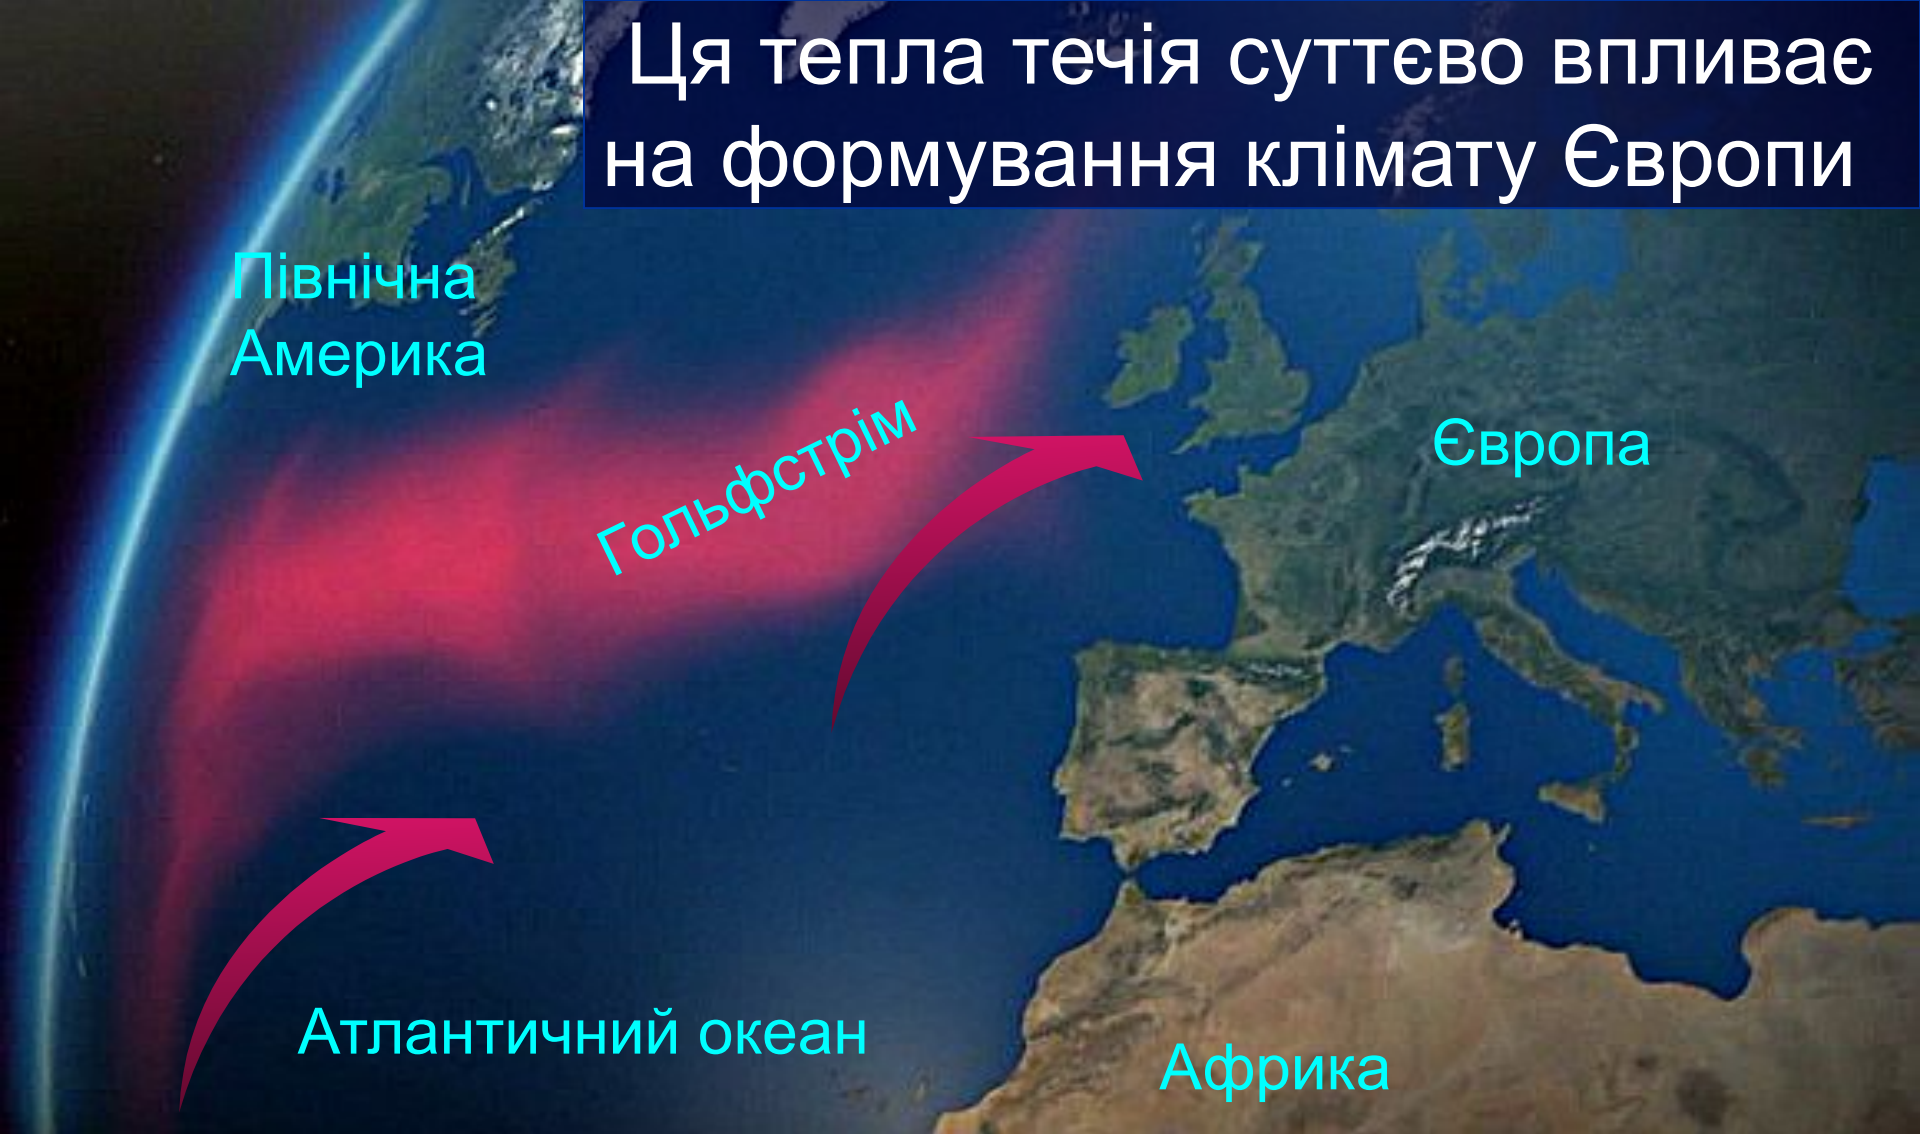 Ця тепла течія суттєво впливає
на формування клімату Європи
Північна
Америка
Гольфстрім
Європа
Атлантичний океан
Африка